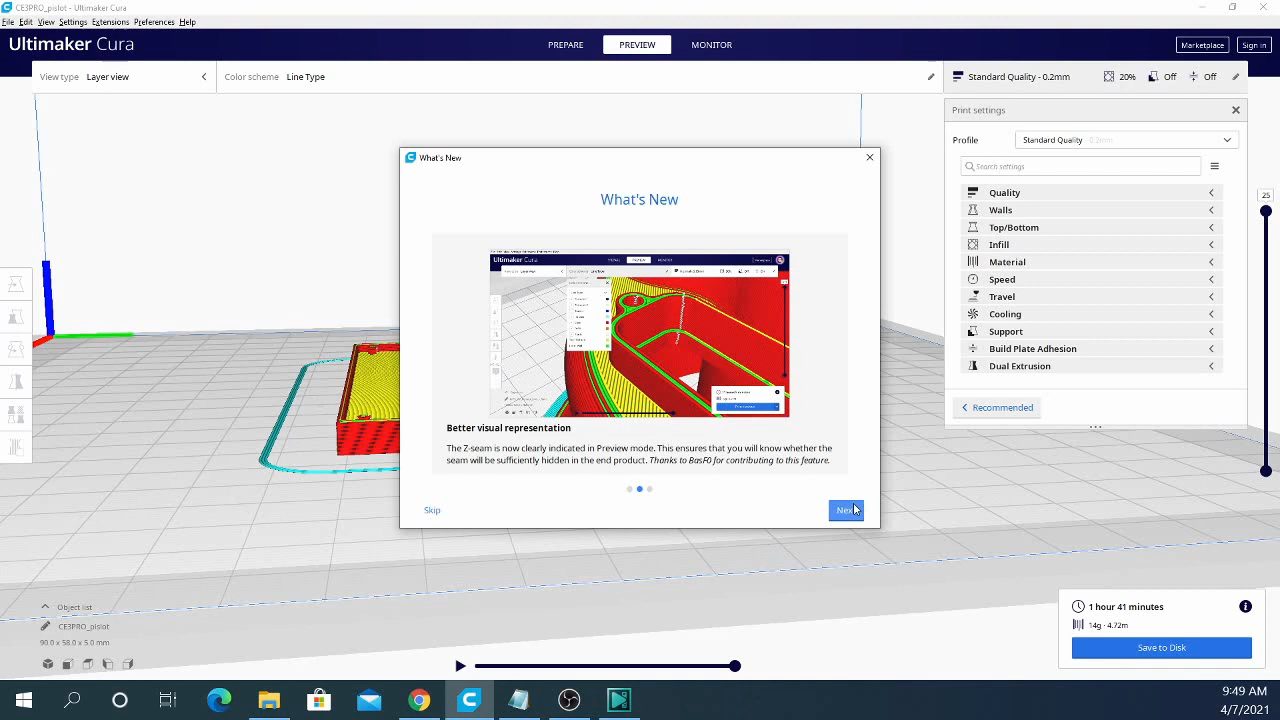 CE3PRO_pislot - Ultimaker Cura
File Edit View Settings Extensions Preferences Help
Ultimaker Cura
PREPARE PREVIEW MONITOR
Marketplace Sign in
View type Layer view
Color scheme Line Type
Standard Quality - 0.2mm 20% Off Off
Print settings
Profile Standard Quality 0.2mm
Search settings
Quality
Walls
Top/Bottom
Infill
Material
Speed
Travel
Cooling
Support
Build Plate Adhesion
Dual Extrusion
Recommended
25
What's New
What's New
Ultimaker Cura
Better visual representation
The Z-seam is now clearly indicated in Preview mode. This ensures that you will know whether the
seam will be sufficiently hidden in the end product. Thanks to BasF0 for contributing to this feature.
Skip
Next
Object list
CE3PRO_pislot
90.0 x 58.0 x 5.0 mm
1 hour 41 minutes
14g · 4.72m
Save to Disk
9:49 AM
4/7/2021